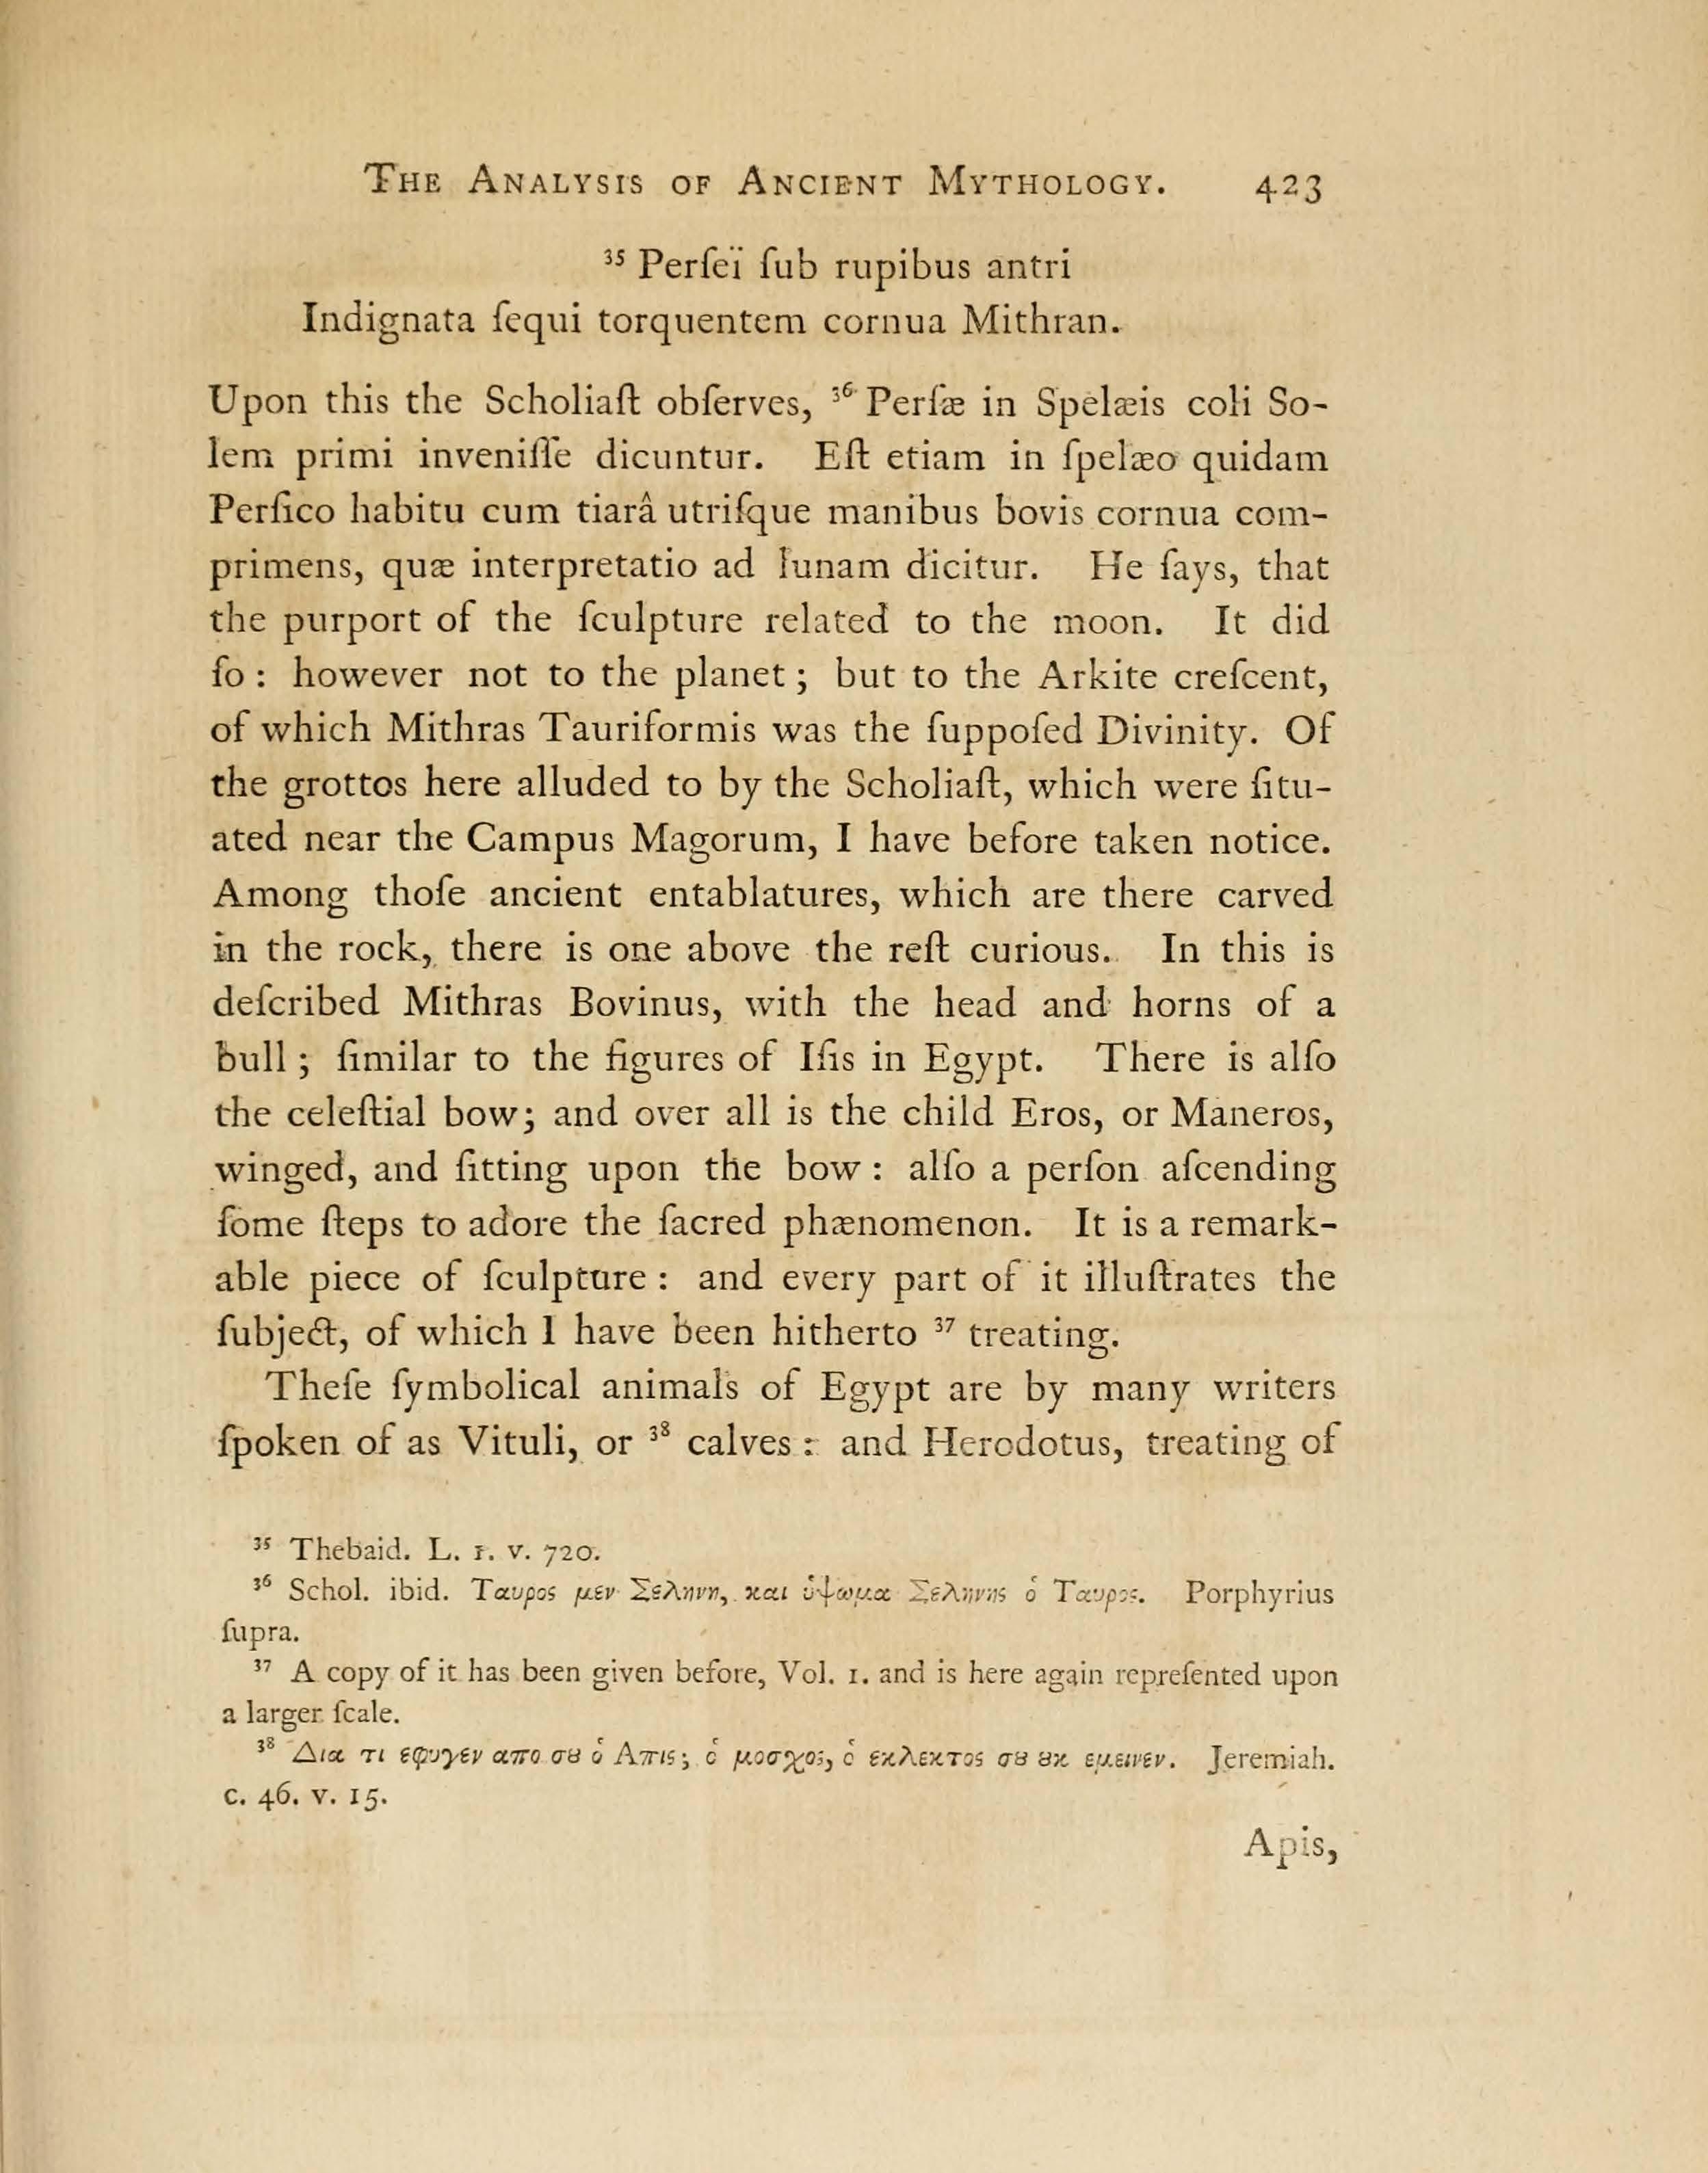 THE ANALYSIS OF ANCIENT MYTHOLOGY. 423
³⁵ Perſeï ſub rupibus antri
Indignata ſequi torquentem cornua Mithran.
Upon this the Scholiaſt obſerves, ³⁶ Perſæ in Spelæis coli So-
lem primi inveniſſe dicuntur. Eſt etiam in ſpelæo quidam
Perſico habitu cum tiarâ utriſque manibus bovis cornua com-
primens, quæ interpretatio ad lunam dicitur. He ſays, that
the purport of the ſculpture related to the moon. It did
ſo : however not to the planet ; but to the Arkite creſcent,
of which Mithras Tauriformis was the ſuppoſed Divinity. Of
the grottos here alluded to by the Scholiaſt, which were ſitu-
ated near the Campus Magorum, I have before taken notice.
Among thoſe ancient entablatures, which are there carved
in the rock, there is one above the reſt curious. In this is
deſcribed Mithras Bovinus, with the head and horns of a
bull ; ſimilar to the figures of Iſis in Egypt. There is alſo
the celeſtial bow; and over all is the child Eros, or Maneros,
winged, and ſitting upon the bow : alſo a perſon aſcending
ſome ſteps to adore the ſacred phænomenon. It is a remark-
able piece of ſculpture : and every part of it illuſtrates the
ſubject, of which I have been hitherto ³⁷ treating.
Theſe ſymbolical animals of Egypt are by many writers
ſpoken of as Vituli, or ³⁸ calves : and Herodotus, treating of
³⁵ Thebaid. L. 1. v. 720.
³⁶ Schol. ibid. Ταυρος μεν Σεληνη, και ὑψωμα Σεληνης ὁ Ταυρος. Porphyrius
ſupra.
³⁷ A copy of it has been given before, Vol. 1. and is here again repreſented upon
a larger ſcale.
³⁸ Δια τι εφυγεν απο σȣ ὁ Απις; ὁ μοσχος, ὁ εκλεκτος σȣ ȣκ εμεινεν. Jeremiah.
c. 46. v. 15.
Apis,